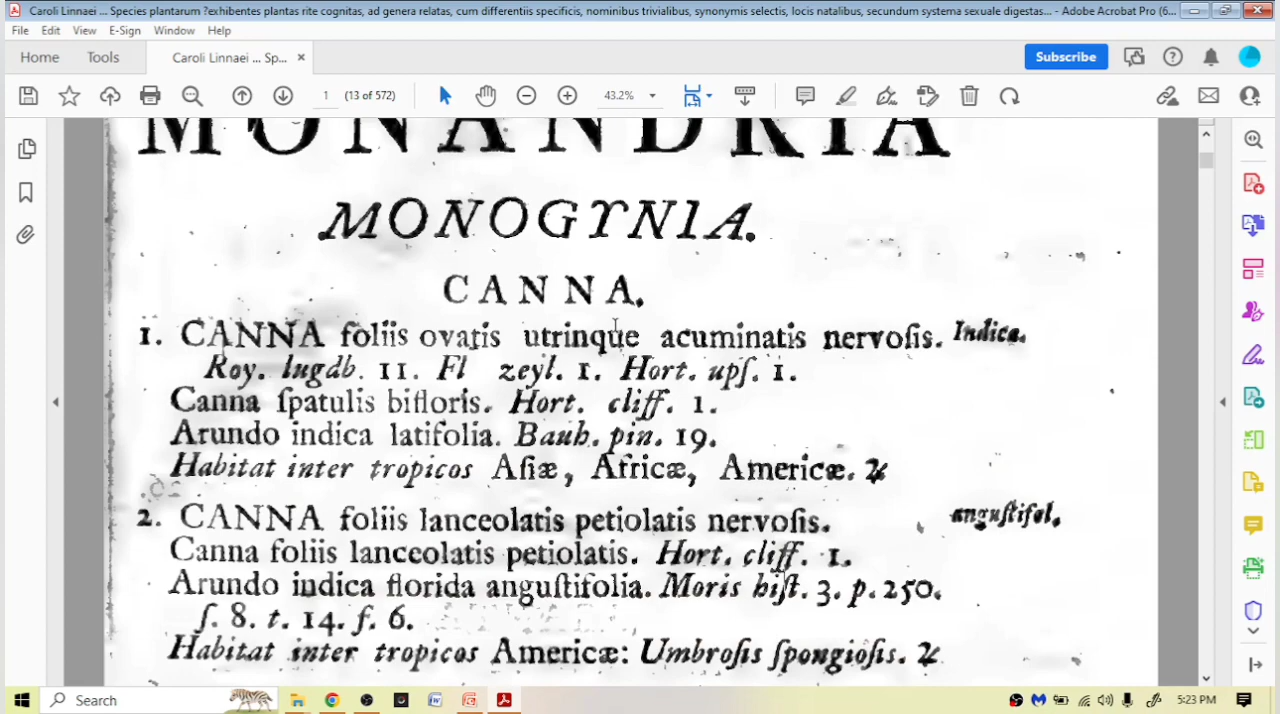 Caroli Linnaei ... Species plantarum ?exhibentes plantas rite cognitas, ad genera relatas, cum differentiis specificis, nominibus trivialibus, synonymis selectis, locis natalibus, secundum systema sexuale digestas... - Adobe Acrobat Pro (6...
File Edit View E-Sign Window Help
Home Tools Caroli Linnaei ... Sp... × Subscribe
1 (13 of 572) 43.2%
MONANDRIA
MONOGYNIA.
CANNA.
1. CANNA foliis ovatis utrinque acuminatis nervoſis. Indica.
Roy. lugdb. 11. Fl zeyl. 1. Hort. upſ. 1.
Canna ſpatulis bifloris. Hort. cliff. 1.
Arundo indica latifolia. Bauh. pin. 19.
Habitat inter tropicos Aſiæ, Africæ, Americæ. ♃
2. CANNA foliis lanceolatis petiolatis nervoſis. anguſtifol.
Canna foliis lanceolatis petiolatis. Hort. cliff. 1.
Arundo indica florida anguſtifolia. Moris hiſt. 3. p. 250.
ſ. 8. t. 14. f. 6.
Habitat inter tropicos Americæ: Umbroſis ſpongioſis. ♃
Search 5:23 PM